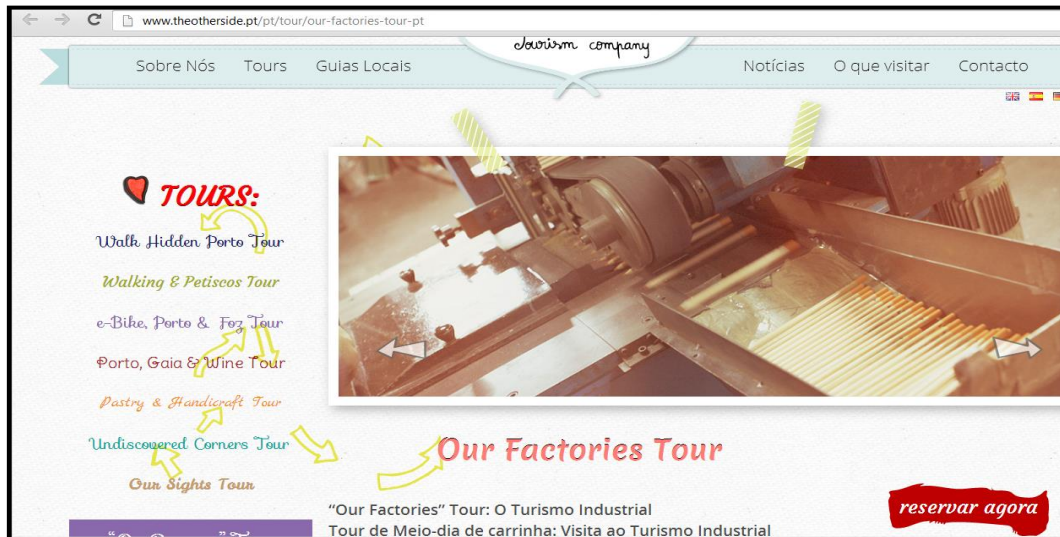 www.theotherside.pt/pt/tour/our-factories-tour-pt
Tourism company
Sobre Nós Tours Guias Locais Notícias O que visitar Contacto
TOURS:
Walk Hidden Porto Tour
Walking & Petiscos Tour
e-Bike, Porto & Foz Tour
Porto, Gaia & Wine Tour
Pastry & Handicraft Tour
Undiscovered Corners Tour
Our Sights Tour
Our Factories Tour
"Our Factories" Tour: O Turismo Industrial
Tour de Meio-dia de carrinha: Visita ao Turismo Industrial
reservar agora